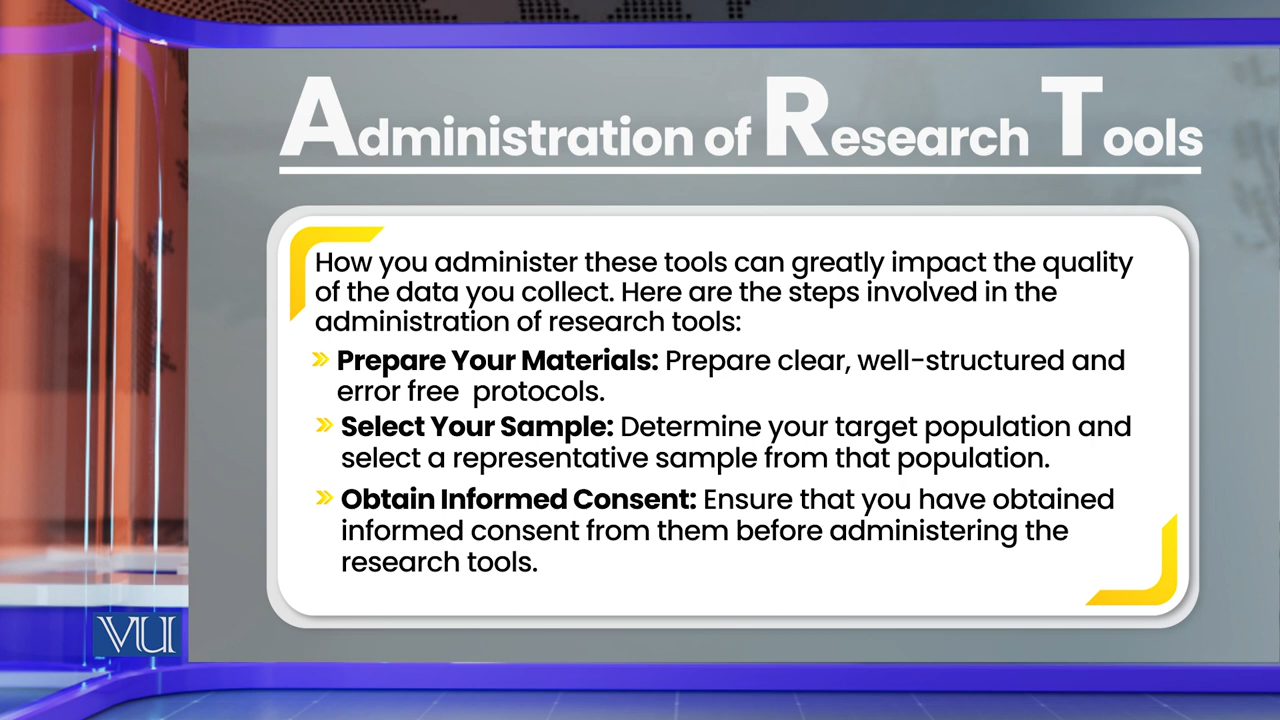 Administration of Research Tools
How you administer these tools can greatly impact the quality
of the data you collect. Here are the steps involved in the
administration of research tools:
Prepare Your Materials: Prepare clear, well-structured and
error free protocols.
Select Your Sample: Determine your target population and
select a representative sample from that population.
Obtain Informed Consent: Ensure that you have obtained
informed consent from them before administering the
research tools.
VU